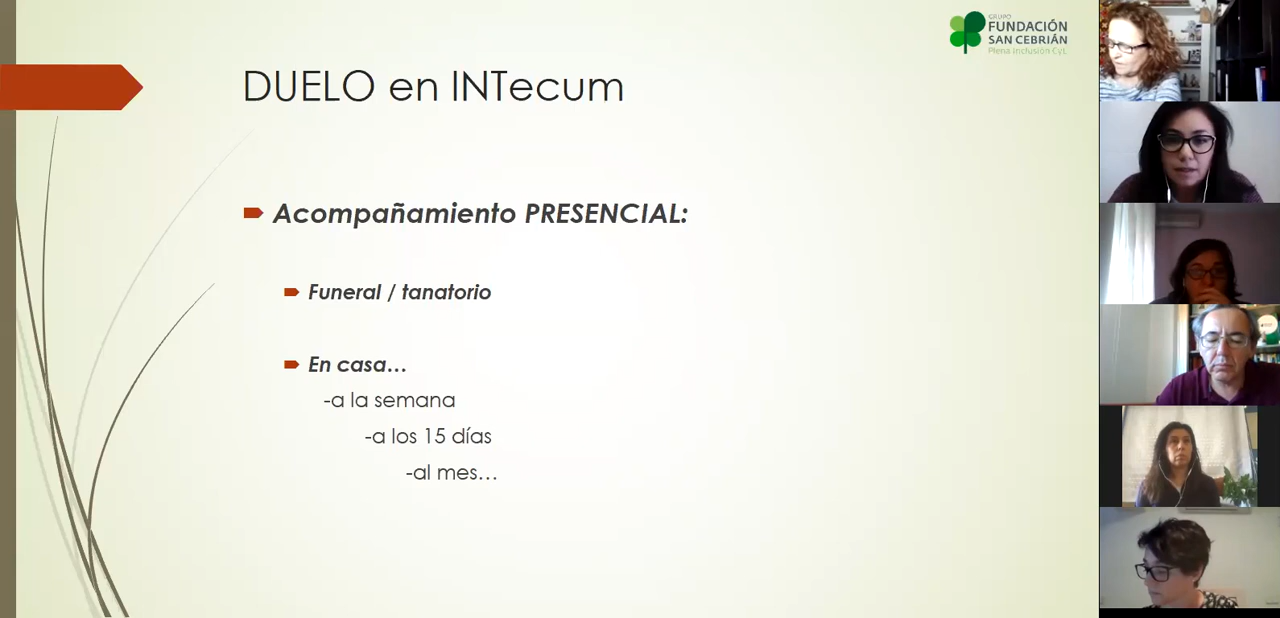 GRUPO
FUNDACIÓN
SAN CEBRIÁN
Plena inclusión CyL
DUELO en INTecum
Acompañamiento PRESENCIAL:
Funeral / tanatorio
En casa…
-a la semana
-a los 15 días
-al mes…